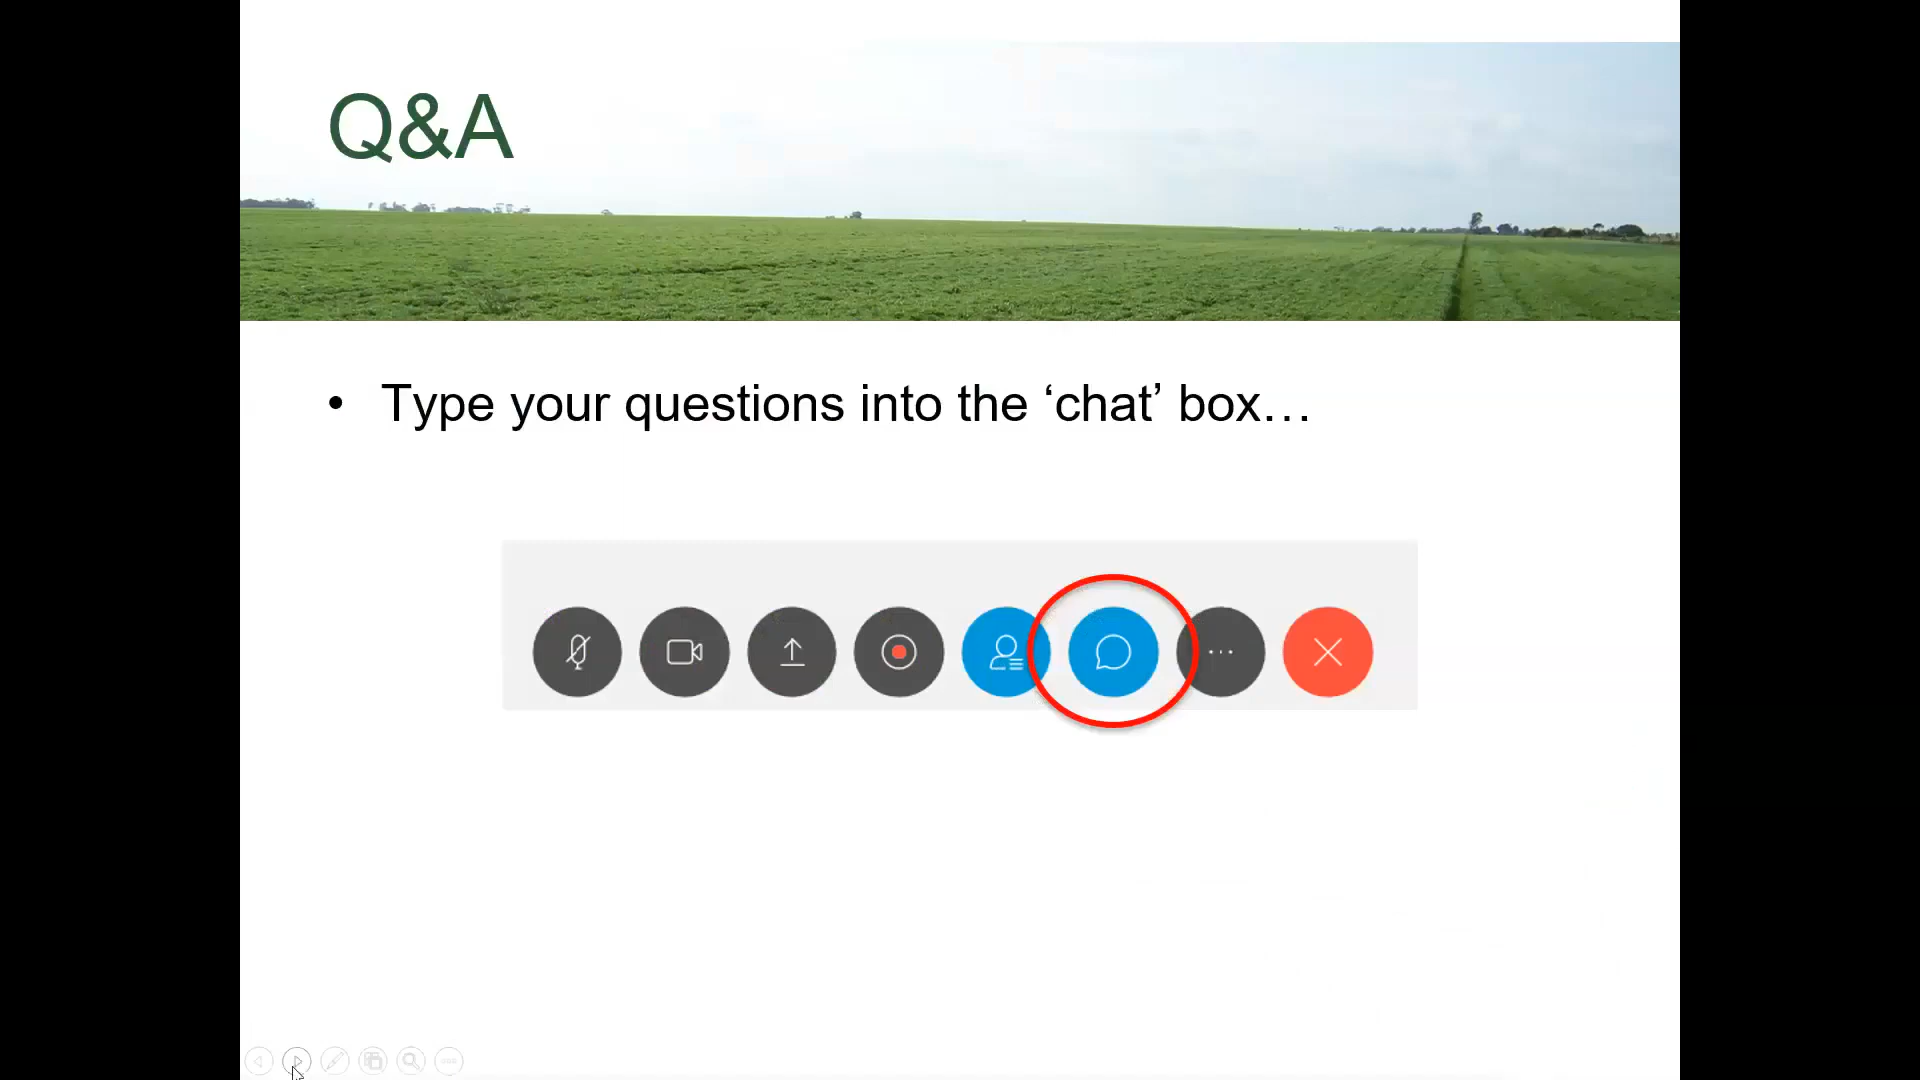 Q&A
• Type your questions into the ‘chat’ box…